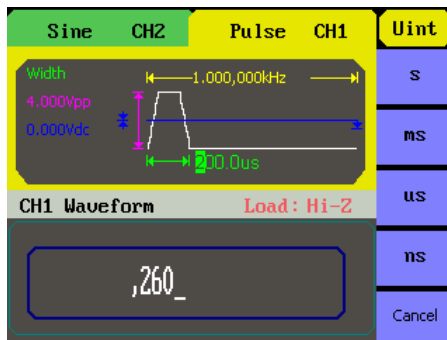 Sine CH2 Pulse CH1 Uint
Width
1.000,000kHz
4.000Vpp
0.000Vdc
200.0us
CH1 Waveform Load: Hi-Z
,260_
s
ms
us
ns
Cancel